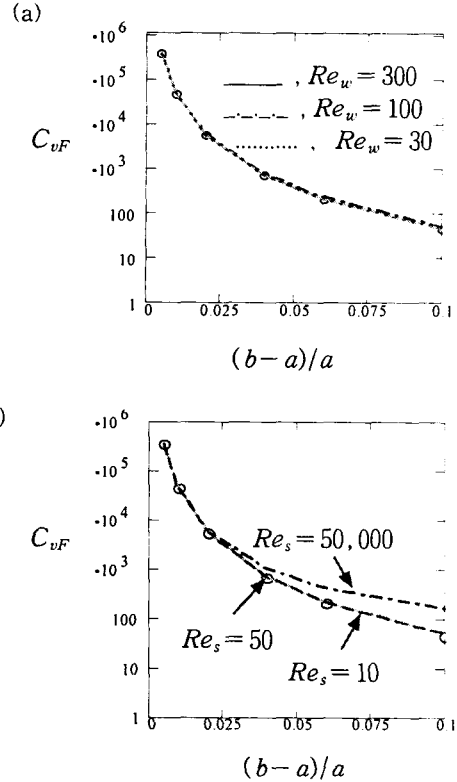 (a)
·10⁶
·10⁵
·10⁴
·10³
100
10
1
C_vF
, Re_w = 300
, Re_w = 100
, Re_w = 30
0 0.025 0.05 0.075 0.1
(b−a)/a
)
·10⁶
·10⁵
·10⁴
·10³
100
10
1
C_vF
Re_s = 50,000
Re_s = 50
Re_s = 10
0 0.025 0.05 0.075 0.1
(b−a)/a